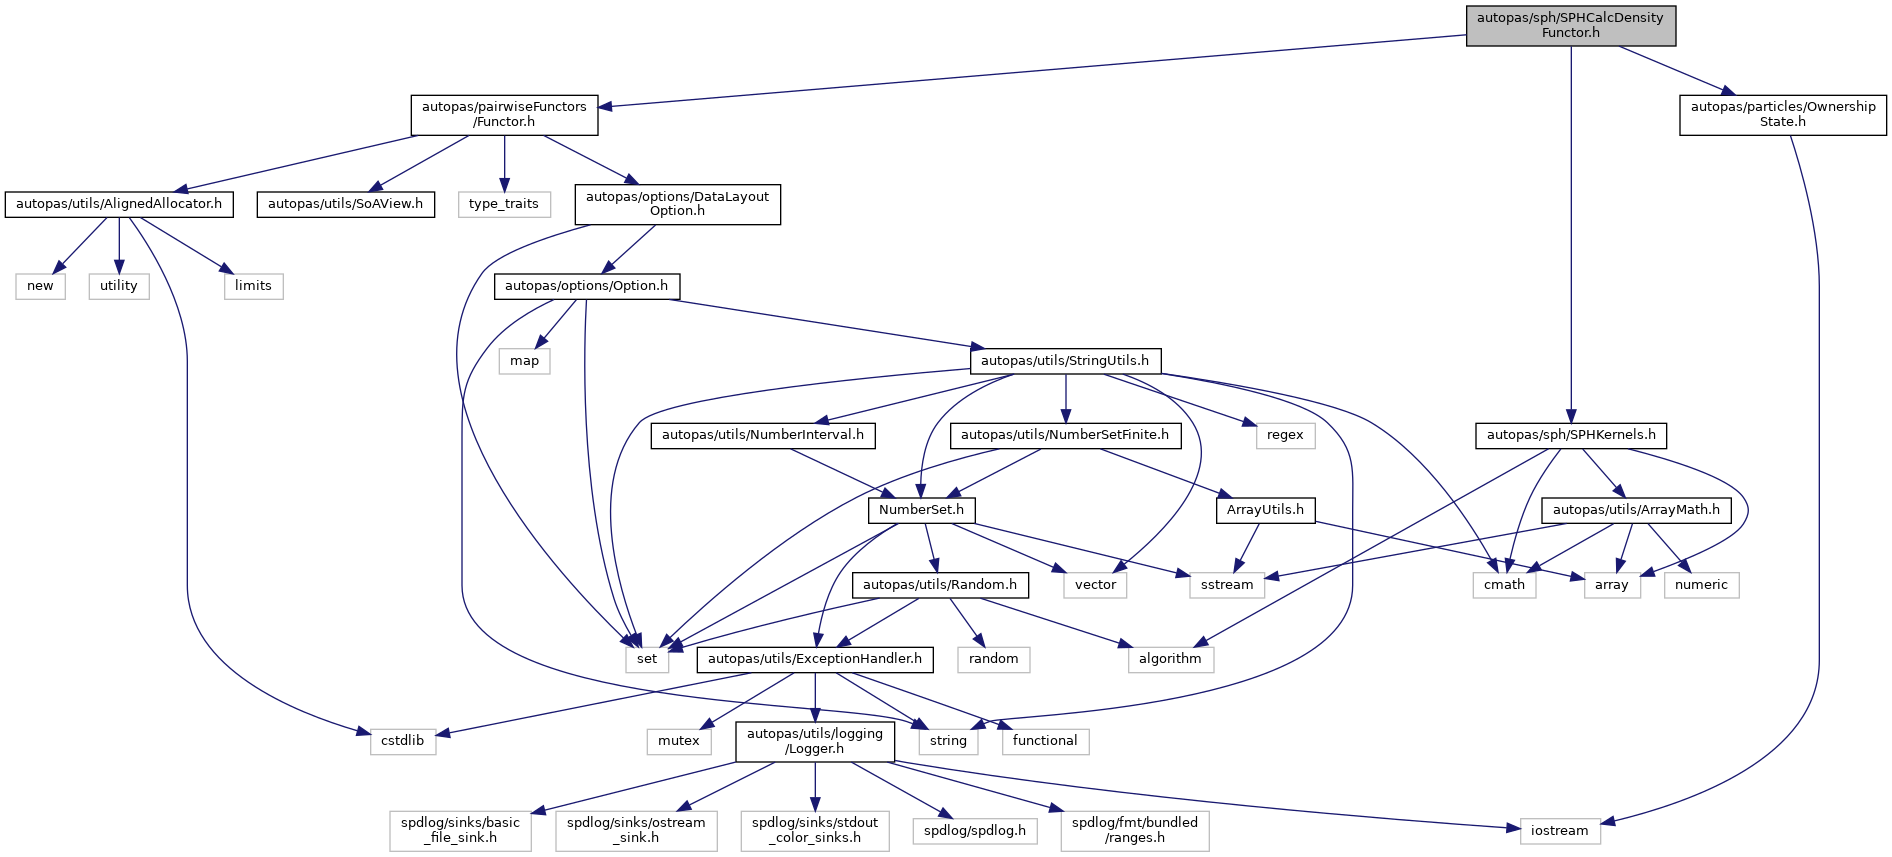 autopas/sph/SPHCalcDensity
Functor.h
autopas/pairwiseFunctors
/Functor.h
autopas/particles/Ownership
State.h
autopas/utils/AlignedAllocator.h
autopas/utils/SoAView.h
type_traits
autopas/options/DataLayout
Option.h
new
utility
limits
autopas/options/Option.h
map
autopas/utils/StringUtils.h
autopas/utils/NumberInterval.h
autopas/utils/NumberSetFinite.h
regex
autopas/sph/SPHKernels.h
NumberSet.h
ArrayUtils.h
autopas/utils/ArrayMath.h
autopas/utils/Random.h
vector
sstream
cmath
array
numeric
set
autopas/utils/ExceptionHandler.h
random
algorithm
cstdlib
mutex
autopas/utils/logging
/Logger.h
string
functional
spdlog/sinks/basic
_file_sink.h
spdlog/sinks/ostream
_sink.h
spdlog/sinks/stdout
_color_sinks.h
spdlog/spdlog.h
spdlog/fmt/bundled
/ranges.h
iostream